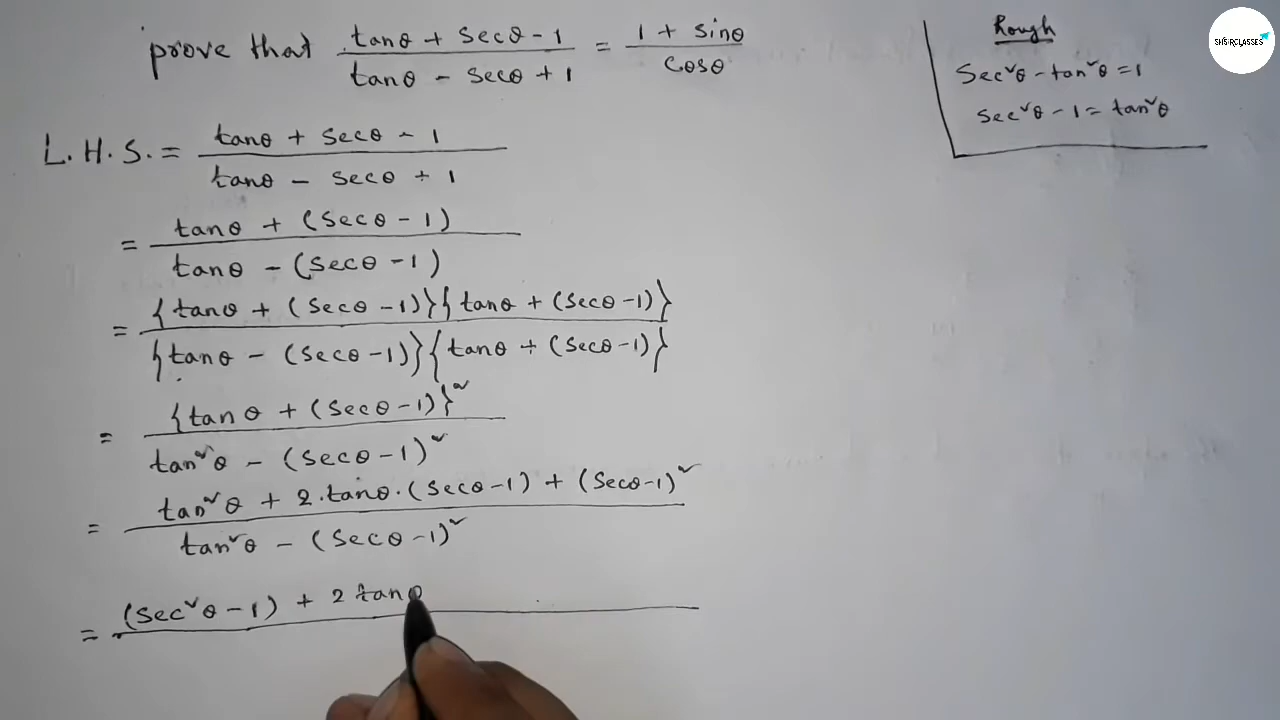 prove that (tanθ + secθ - 1)/(tanθ - secθ + 1) = (1 + sinθ)/cosθ
Rough
Sec²θ - tan²θ = 1
sec²θ - 1 = tan²θ
SHSIRCLASSES
L.H.S. = (tanθ + secθ - 1)/(tanθ - secθ + 1)
= (tanθ + (Secθ - 1))/(tanθ - (Secθ - 1))
= ({tanθ + (Secθ - 1)}{tanθ + (Secθ - 1)})/({tanθ - (Secθ - 1)}{tanθ + (Secθ - 1)})
= {tanθ + (Secθ - 1)}²/(tan²θ - (Secθ - 1)²)
= (tan²θ + 2.tanθ.(Secθ - 1) + (Secθ - 1)²)/(tan²θ - (Secθ - 1)²)
= (Sec²θ - 1) + 2 tanθ